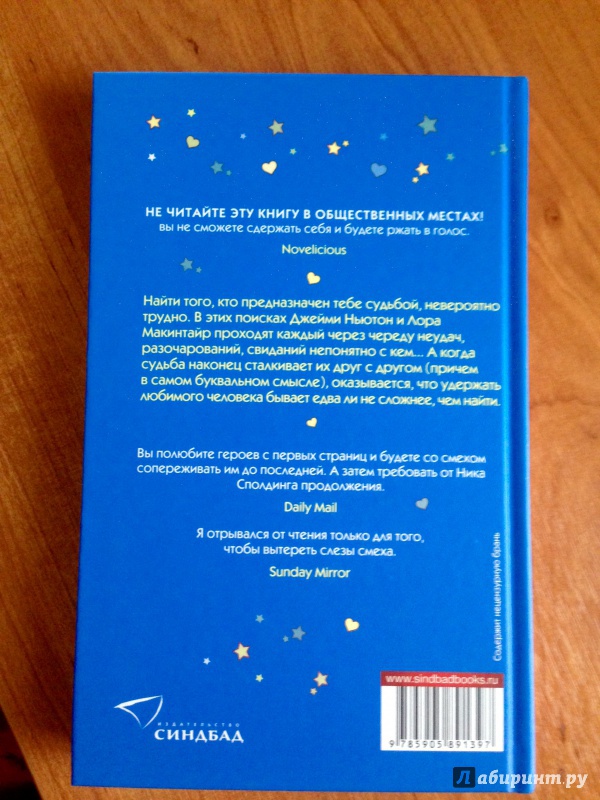 НЕ ЧИТАЙТЕ ЭТУ КНИГУ В ОБЩЕСТВЕННЫХ МЕСТАХ!
вы не сможете сдержать себя и будете ржать в голос.
Novelicious
Найти того, кто предназначен тебе судьбой, невероятно
трудно. В этих поисках Джейми Ньютон и Лора
Макинтайр проходят каждый через череду неудач,
разочарований, свиданий непонятно с кем... А когда
судьба наконец сталкивает их друг с другом (причем
в самом буквальном смысле), оказывается, что удержать
любимого человека бывает едва ли не сложнее, чем найти.
Вы полюбите героев с первых страниц и будете со смехом
сопереживать им до последней. А затем требовать от Ника
Сполдинга продолжения.
Daily Mail
Я отрывался от чтения только для того,
чтобы вытереть слезы смеха.
Sunday Mirror
Содержит нецензурную брань
www.sindbadbooks.ru
9 785905 891397
ИЗДАТЕЛЬСТВО
СИНДБАД
Лабиринт.ру